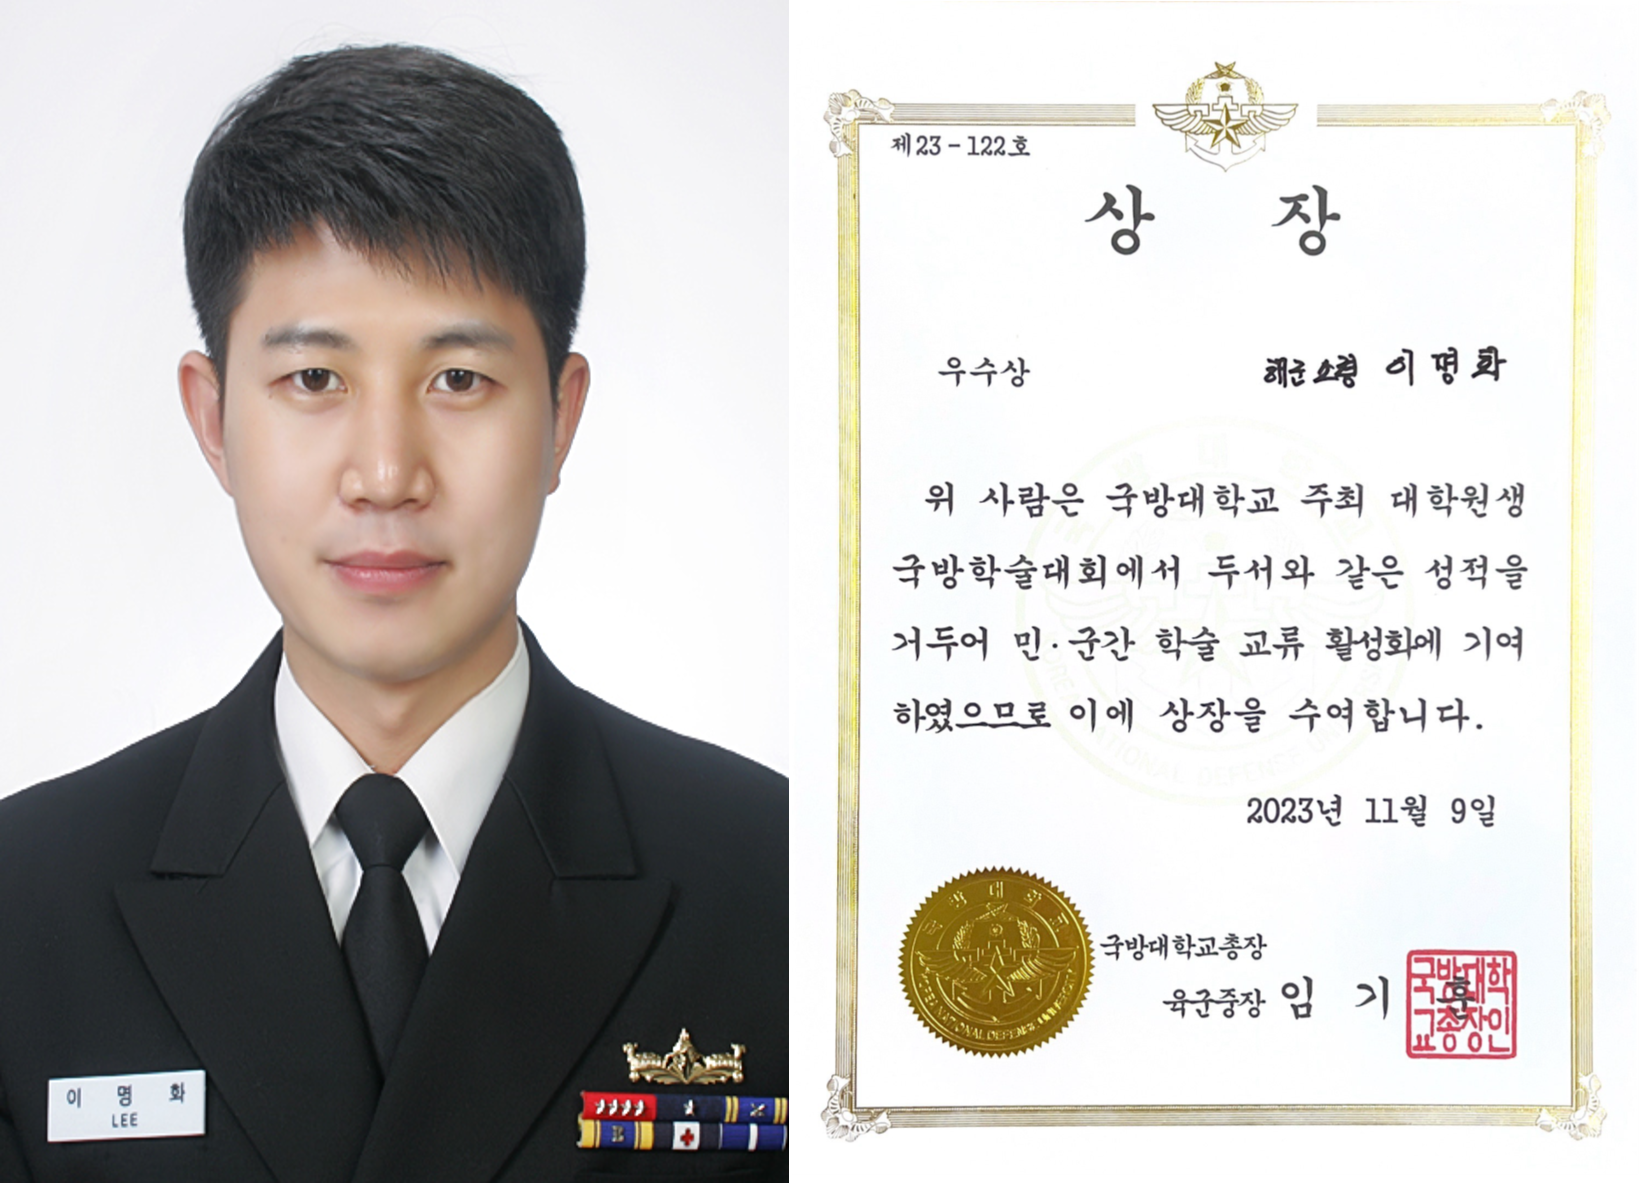 이 명 화
LEE
제23-122호
상 장
우수상
해군소령 이명화
위 사람은 국방대학교 주최 대학원생
국방학술대회에서 두서와 같은 성적을
거두어 민·군간 학술 교류 활성화에 기여
하였으므로 이에 상장을 수여합니다.
2023년 11월 9일
국방대학교
NATIONAL DEFENSE UNIVERSITY
국방대학교총장
육군중장 임 기 훈
국방대학
교총장인